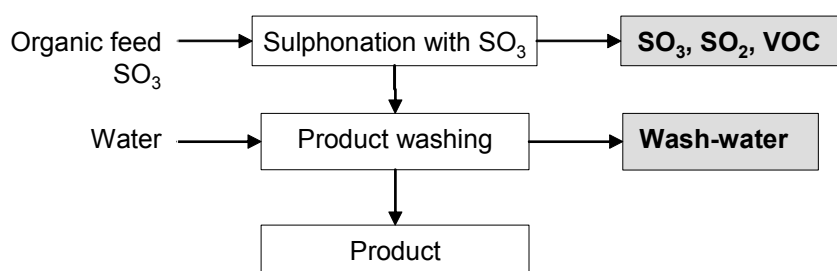 Organic feed
SO₃
Sulphonation with SO₃
SO₃, SO₂, VOC
Water
Product washing
Wash-water
Product